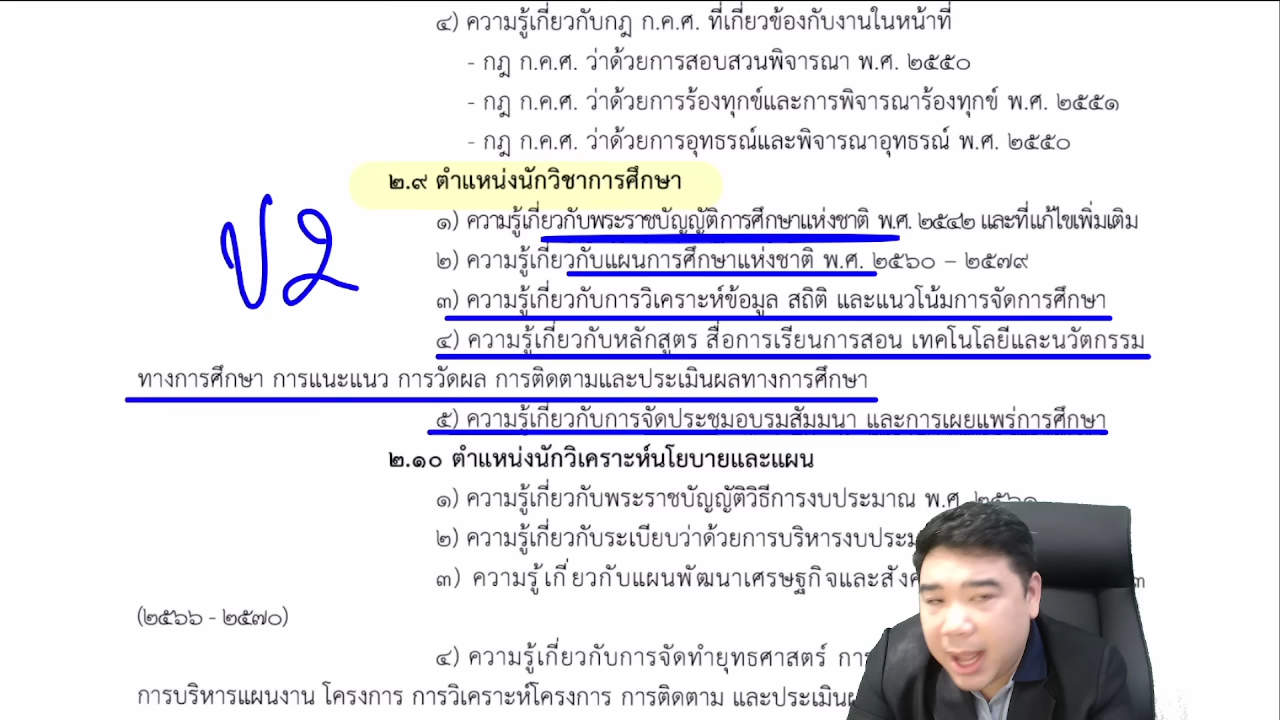 ๔) ความรู้เกี่ยวกับกฎ ก.ค.ศ. ที่เกี่ยวข้องกับงานในหน้าที่
- กฎ ก.ค.ศ. ว่าด้วยการสอบสวนพิจารณา พ.ศ. ๒๕๕๐
- กฎ ก.ค.ศ. ว่าด้วยการร้องทุกข์และการพิจารณาร้องทุกข์ พ.ศ. ๒๕๕๑
- กฎ ก.ค.ศ. ว่าด้วยการอุทธรณ์และพิจารณาอุทธรณ์ พ.ศ. ๒๕๕๐
๒.๙ ตำแหน่งนักวิชาการศึกษา
๑) ความรู้เกี่ยวกับพระราชบัญญัติการศึกษาแห่งชาติ พ.ศ. ๒๕๔๒ และที่แก้ไขเพิ่มเติม
ป2
๒) ความรู้เกี่ยวกับแผนการศึกษาแห่งชาติ พ.ศ. ๒๕๖๐ – ๒๕๗๙
๓) ความรู้เกี่ยวกับการวิเคราะห์ข้อมูล สถิติ และแนวโน้มการจัดการศึกษา
๔) ความรู้เกี่ยวกับหลักสูตร สื่อการเรียนการสอน เทคโนโลยีและนวัตกรรม
ทางการศึกษา การแนะแนว การวัดผล การติดตามและประเมินผลทางการศึกษา
๕) ความรู้เกี่ยวกับการจัดประชุมอบรมสัมมนา และการเผยแพร่การศึกษา
๒.๑๐ ตำแหน่งนักวิเคราะห์นโยบายและแผน
๑) ความรู้เกี่ยวกับพระราชบัญญัติวิธีการงบประมาณ พ.ศ. ๒๕๖๑
๒) ความรู้เกี่ยวกับระเบียบว่าด้วยการบริหารงบประม
๓) ความรู้เกี่ยวกับแผนพัฒนาเศรษฐกิจและสังค ๓
(๒๕๖๖ - ๒๕๗๐)
๔) ความรู้เกี่ยวกับการจัดทำยุทธศาสตร์ การ
การบริหารแผนงาน โครงการ การวิเคราะห์โครงการ การติดตาม และประเมินผ